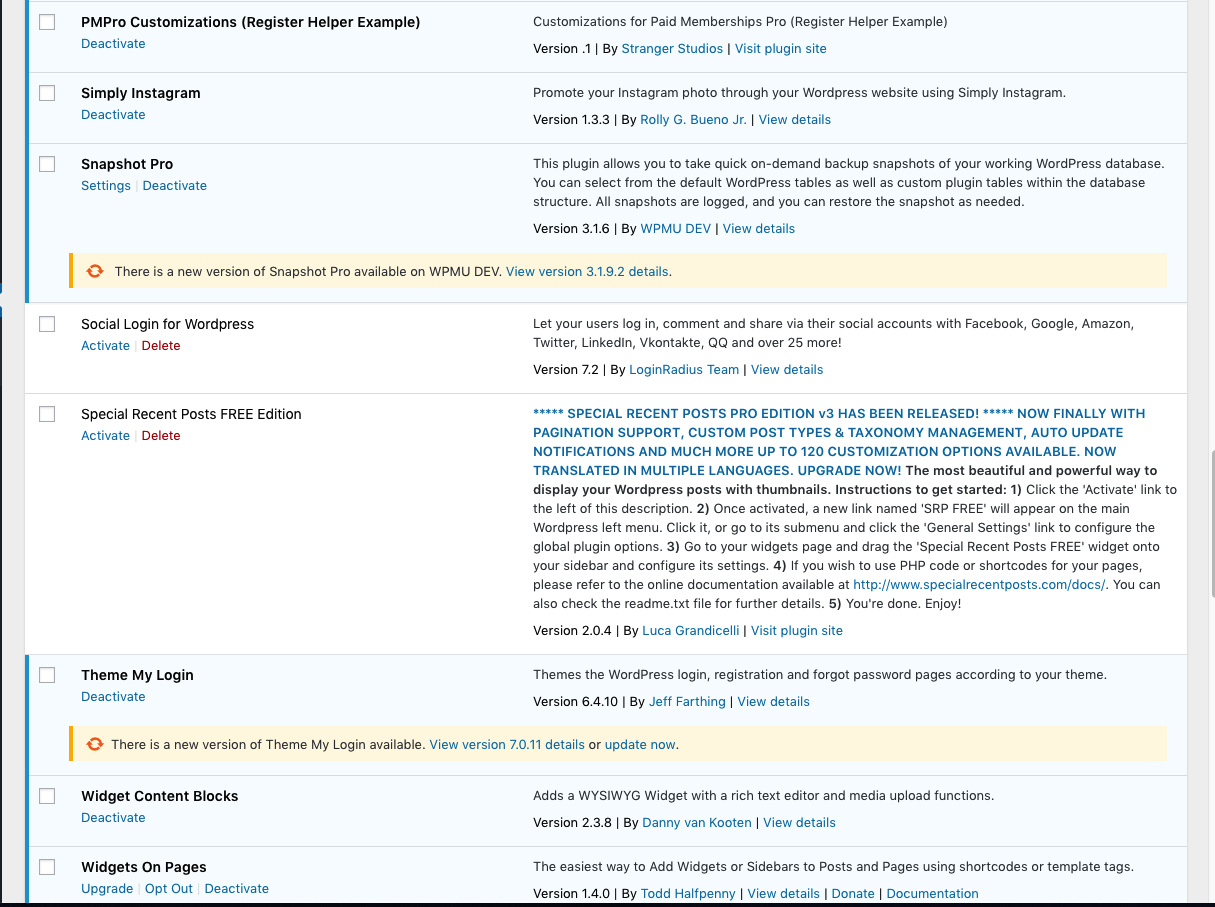 PMPro Customizations (Register Helper Example)
Customizations for Paid Memberships Pro (Register Helper Example)
Deactivate
Version .1 | By Stranger Studios | Visit plugin site
Simply Instagram
Promote your Instagram photo through your Wordpress website using Simply Instagram.
Deactivate
Version 1.3.3 | By Rolly G. Bueno Jr. | View details
Snapshot Pro
This plugin allows you to take quick on-demand backup snapshots of your working WordPress database.
Settings | Deactivate
You can select from the default WordPress tables as well as custom plugin tables within the database
structure. All snapshots are logged, and you can restore the snapshot as needed.
Version 3.1.6 | By WPMU DEV | View details
There is a new version of Snapshot Pro available on WPMU DEV. View version 3.1.9.2 details.
Social Login for Wordpress
Let your users log in, comment and share via their social accounts with Facebook, Google, Amazon,
Activate | Delete
Twitter, LinkedIn, Vkontakte, QQ and over 25 more!
Version 7.2 | By LoginRadius Team | View details
Special Recent Posts FREE Edition
***** SPECIAL RECENT POSTS PRO EDITION v3 HAS BEEN RELEASED! ***** NOW FINALLY WITH
Activate | Delete
PAGINATION SUPPORT, CUSTOM POST TYPES & TAXONOMY MANAGEMENT, AUTO UPDATE
NOTIFICATIONS AND MUCH MORE UP TO 120 CUSTOMIZATION OPTIONS AVAILABLE. NOW
TRANSLATED IN MULTIPLE LANGUAGES. UPGRADE NOW! The most beautiful and powerful way to
display your Wordpress posts with thumbnails. Instructions to get started: 1) Click the 'Activate' link to
the left of this description. 2) Once activated, a new link named 'SRP FREE' will appear on the main
Wordpress left menu. Click it, or go to its submenu and click the 'General Settings' link to configure the
global plugin options. 3) Go to your widgets page and drag the 'Special Recent Posts FREE' widget onto
your sidebar and configure its settings. 4) If you wish to use PHP code or shortcodes for your pages,
please refer to the online documentation available at http://www.specialrecentposts.com/docs/. You can
also check the readme.txt file for further details. 5) You're done. Enjoy!
Version 2.0.4 | By Luca Grandicelli | Visit plugin site
Theme My Login
Themes the WordPress login, registration and forgot password pages according to your theme.
Deactivate
Version 6.4.10 | By Jeff Farthing | View details
There is a new version of Theme My Login available. View version 7.0.11 details or update now.
Widget Content Blocks
Adds a WYSIWYG Widget with a rich text editor and media upload functions.
Deactivate
Version 2.3.8 | By Danny van Kooten | View details
Widgets On Pages
The easiest way to Add Widgets or Sidebars to Posts and Pages using shortcodes or template tags.
Upgrade | Opt Out | Deactivate
Version 1.4.0 | By Todd Halfpenny | View details | Donate | Documentation